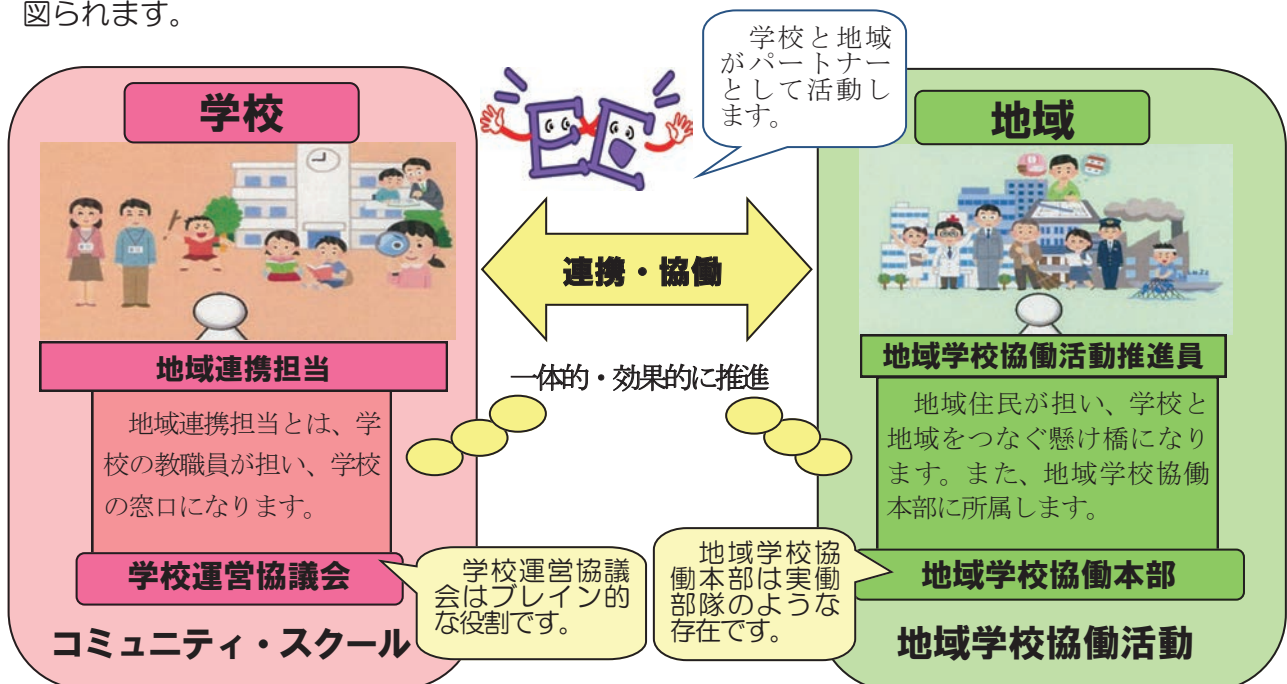 図られます。
学校と地域
がパートナー
として活動し
ます。
学校
地域
連携・協働
一体的・効果的に推進
地域連携担当
地域連携担当とは、学
校の教職員が担い、学校
の窓口になります。
学校運営協議会
学校運営協議
会はブレイン的
な役割です。
コミュニティ・スクール
地域学校協働活動推進員
地域住民が担い、学校と
地域をつなぐ懸け橋になり
ます。また、地域学校協働
本部に所属します。
地域学校協
働本部は実働
部隊のような
存在です。
地域学校協働本部
地域学校協働活動